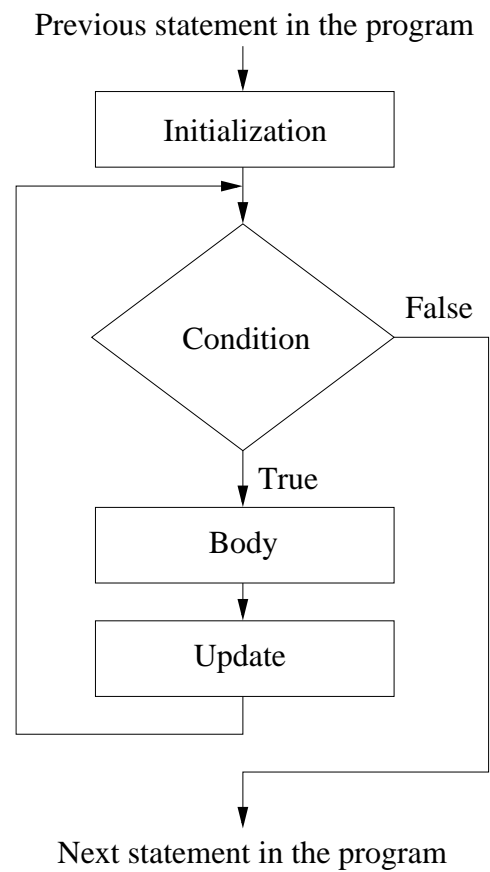 Previous statement in the program
Initialization
False
Condition
True
Body
Update
Next statement in the program